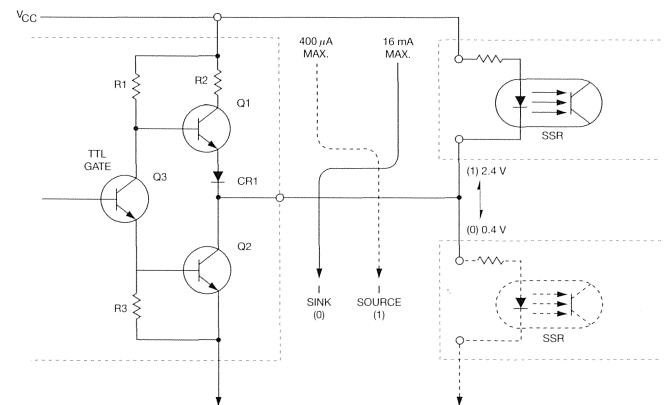 VCC
400 μA
MAX.
16 mA
MAX.
R1
R2
Q1
SSR
TTL
GATE
Q3
CR1
(1) 2.4 V
(0) 0.4 V
Q2
R3
I
SINK
(0)
I
SOURCE
(1)
SSR